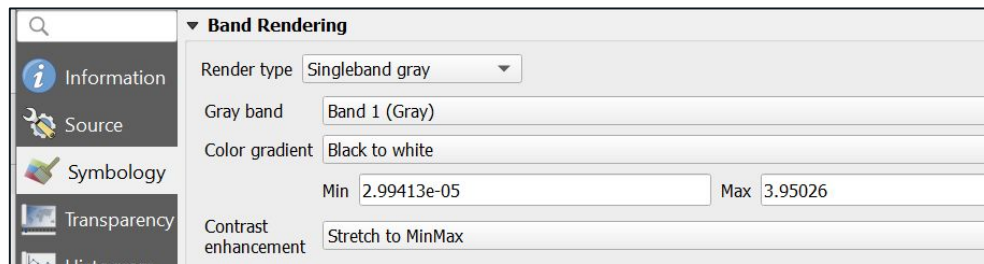 Band Rendering
Information
Source
Symbology
Transparency
Render type Singleband gray
Gray band Band 1 (Gray)
Color gradient Black to white
Min 2.99413e-05 Max 3.95026
Contrast
enhancement Stretch to MinMax